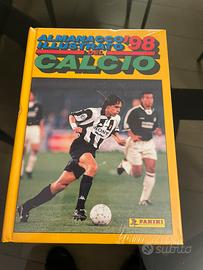 ALMANACCO '98
ILLUSTRATO DEL
CALCIO
PANINI
subito